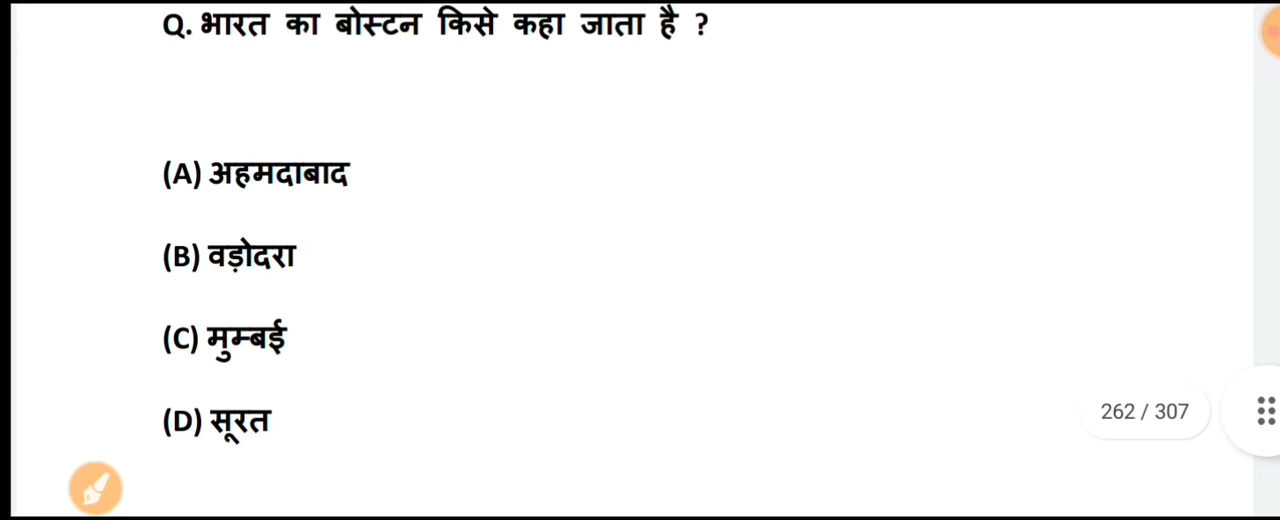 Q. भारत का बोस्टन किसे कहा जाता है ?
(A) अहमदाबाद
(B) वड़ोदरा
(C) मुम्बई
(D) सूरत
262 / 307